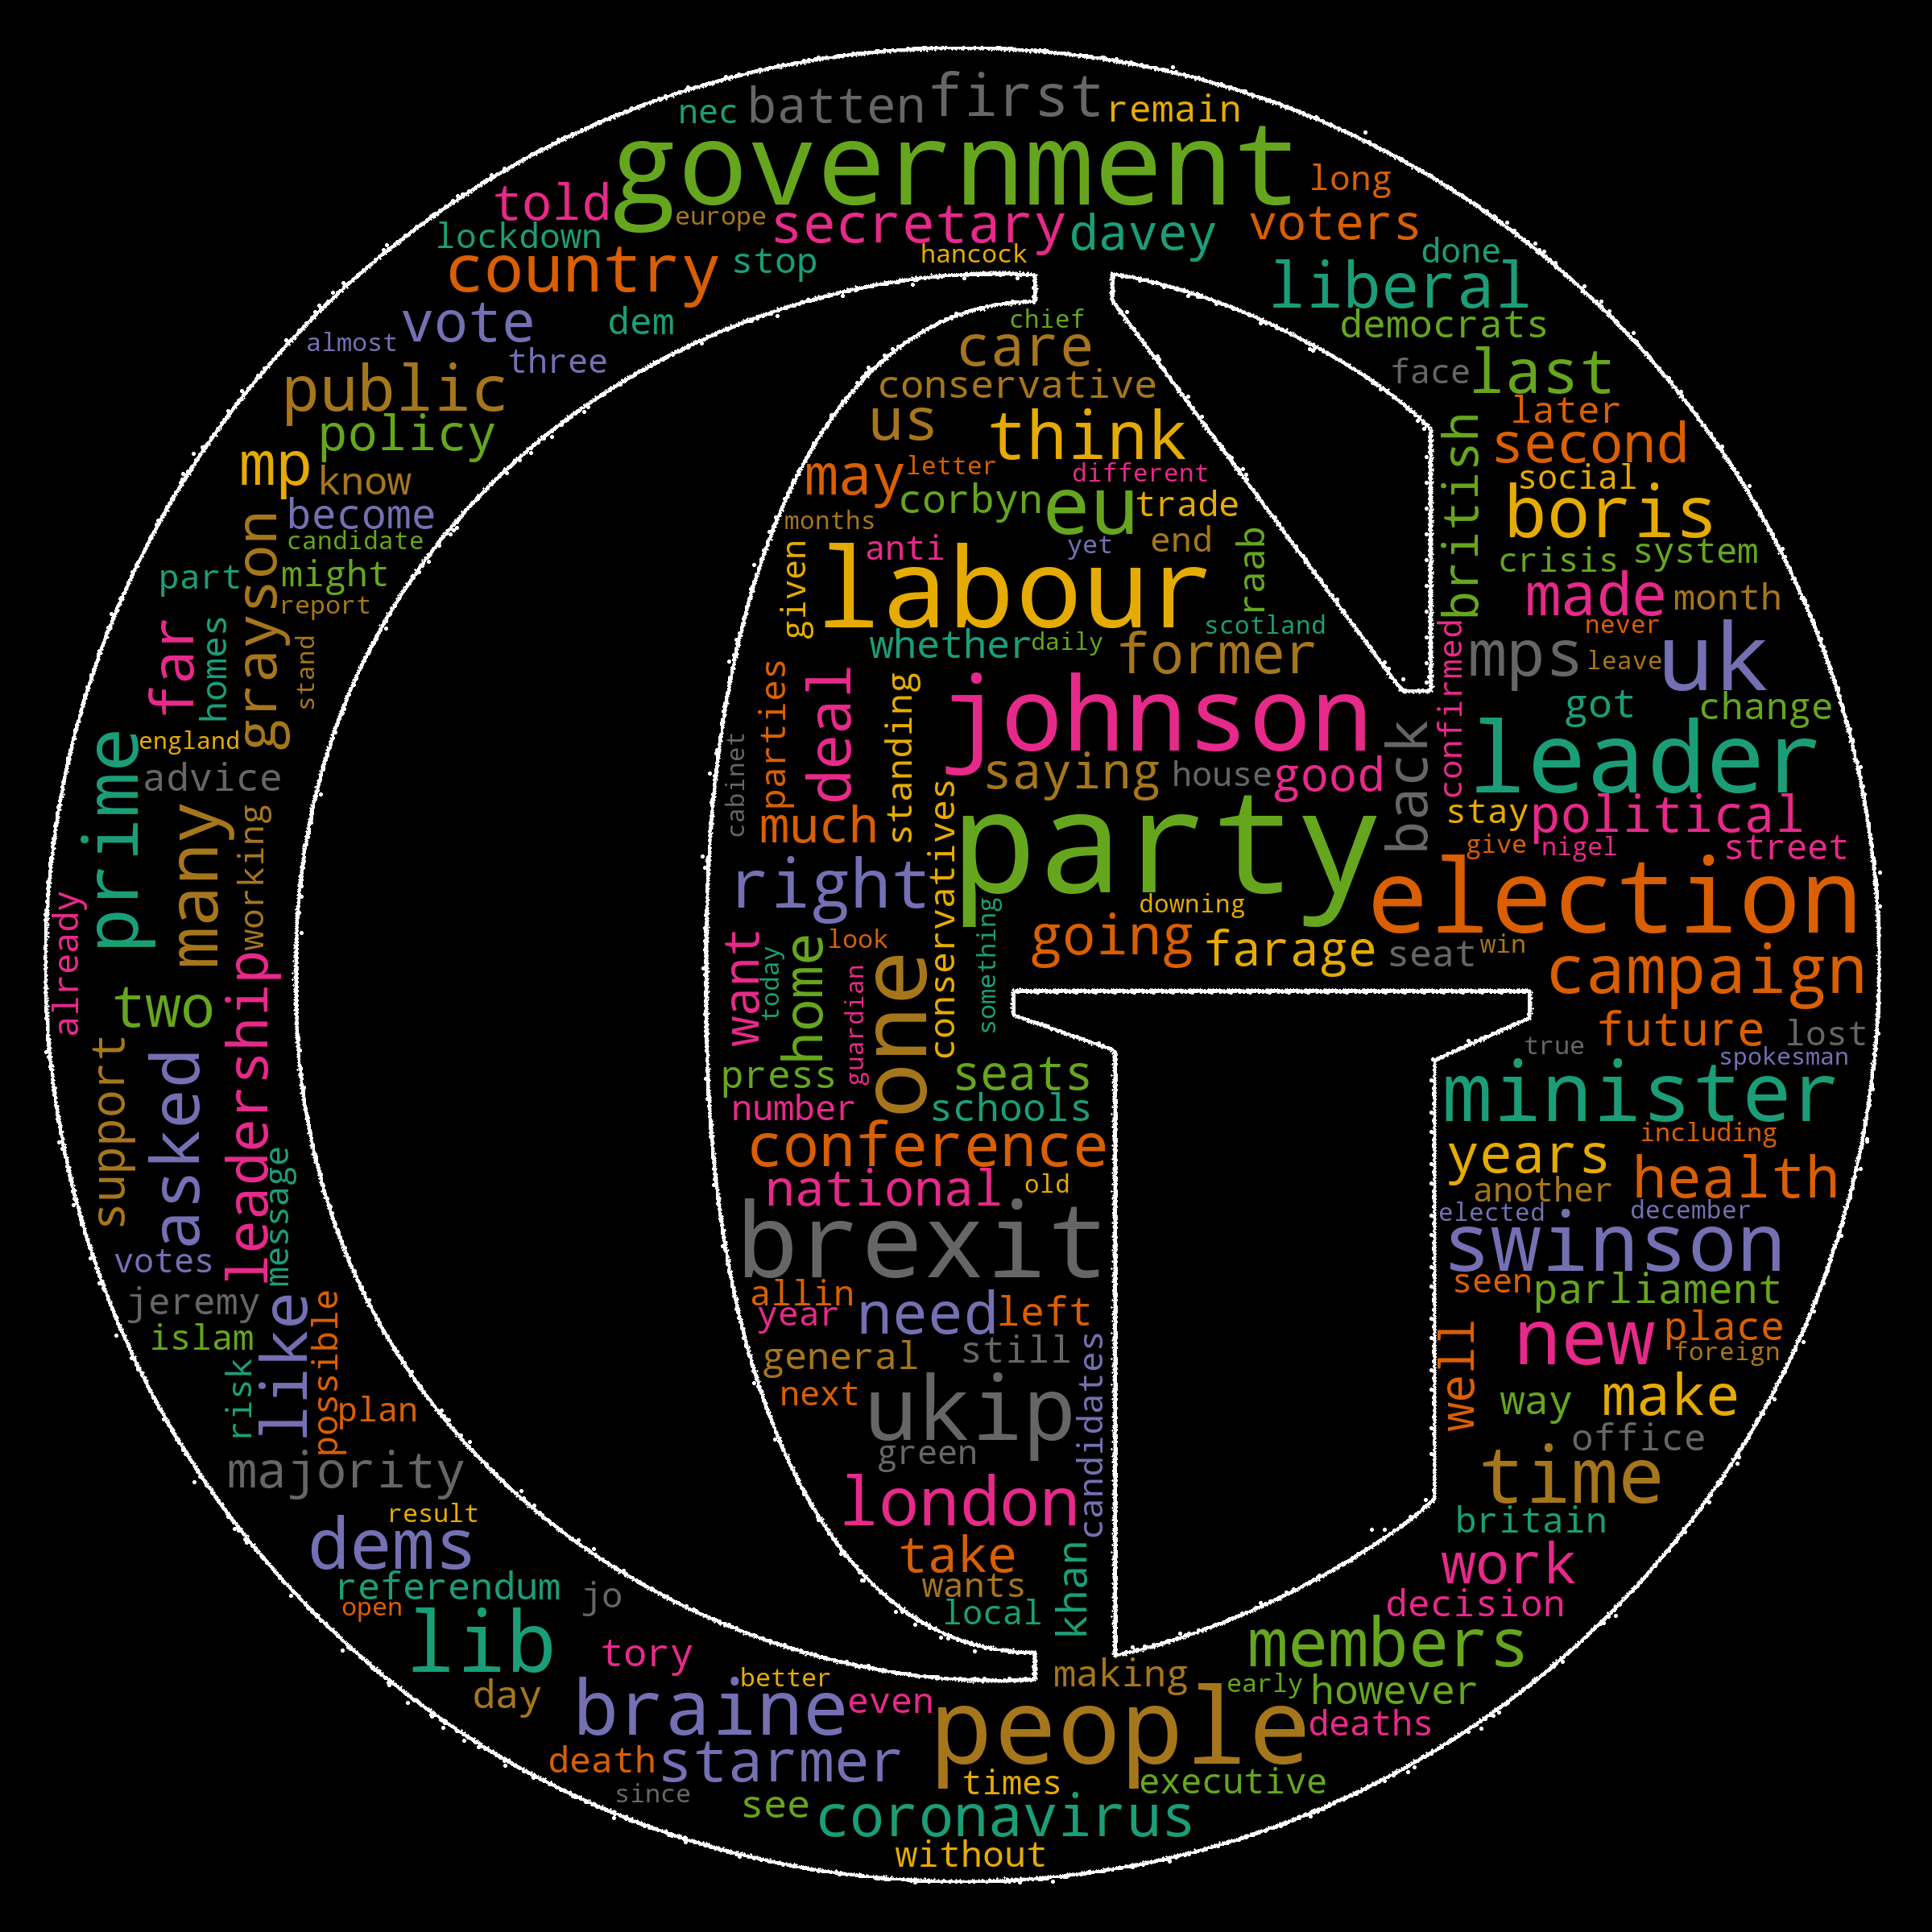 nec batten first remain
government
told europe secretary davey voters long
lockdown country stop hancock liberal done
vote dem chief democrats
almost three care face last
public conservative later
policy us think british second
mp know may letter different social boris
become corbyn eu trade
candidate months yet end crisis system
part might given anti labour raab made month
report grayson whether daily scotland never
far homes stand parties deal standing former confirmed mps leave uk
prime england johnson back got change
advice cabinet saying house good leader
many working much conservatives party stay political
give nigel street
already right downing election
leadership want today home look something going farage seat win
two guardian one campaign
support asked press seats future lost
number schools true spokesman
message conference minister
national old years including
votes another health
brexit elected december
jeremy allin swinson
islam year need left seen parliament
like possible general still candidates well new place
risk plan next foreign
ukip way make
majority green office
result london time
dems take britain
referendum jo wants khan work
open local decision
lib tory members
day better making early however
braine even people deaths
death starmer
since see times executive
coronavirus
without